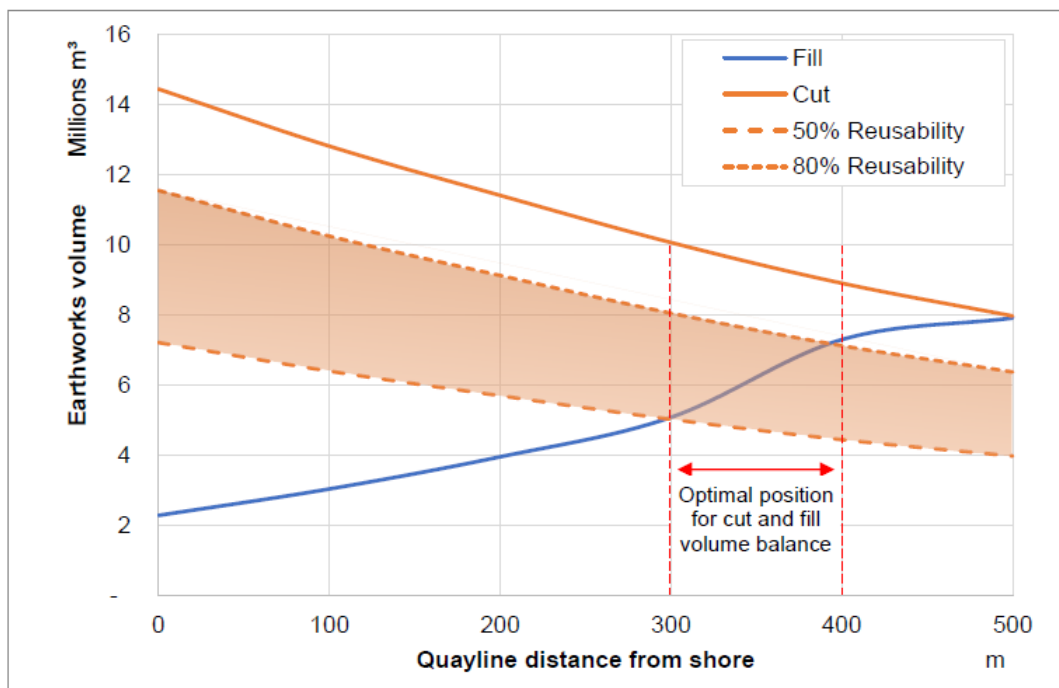 Millions m³
Earthworks volume
16
14
12
10
8
6
4
2
-
Fill
Cut
50% Reusability
80% Reusability
Optimal position
for cut and fill
volume balance
0 100 200 300 400 500
Quayline distance from shore m